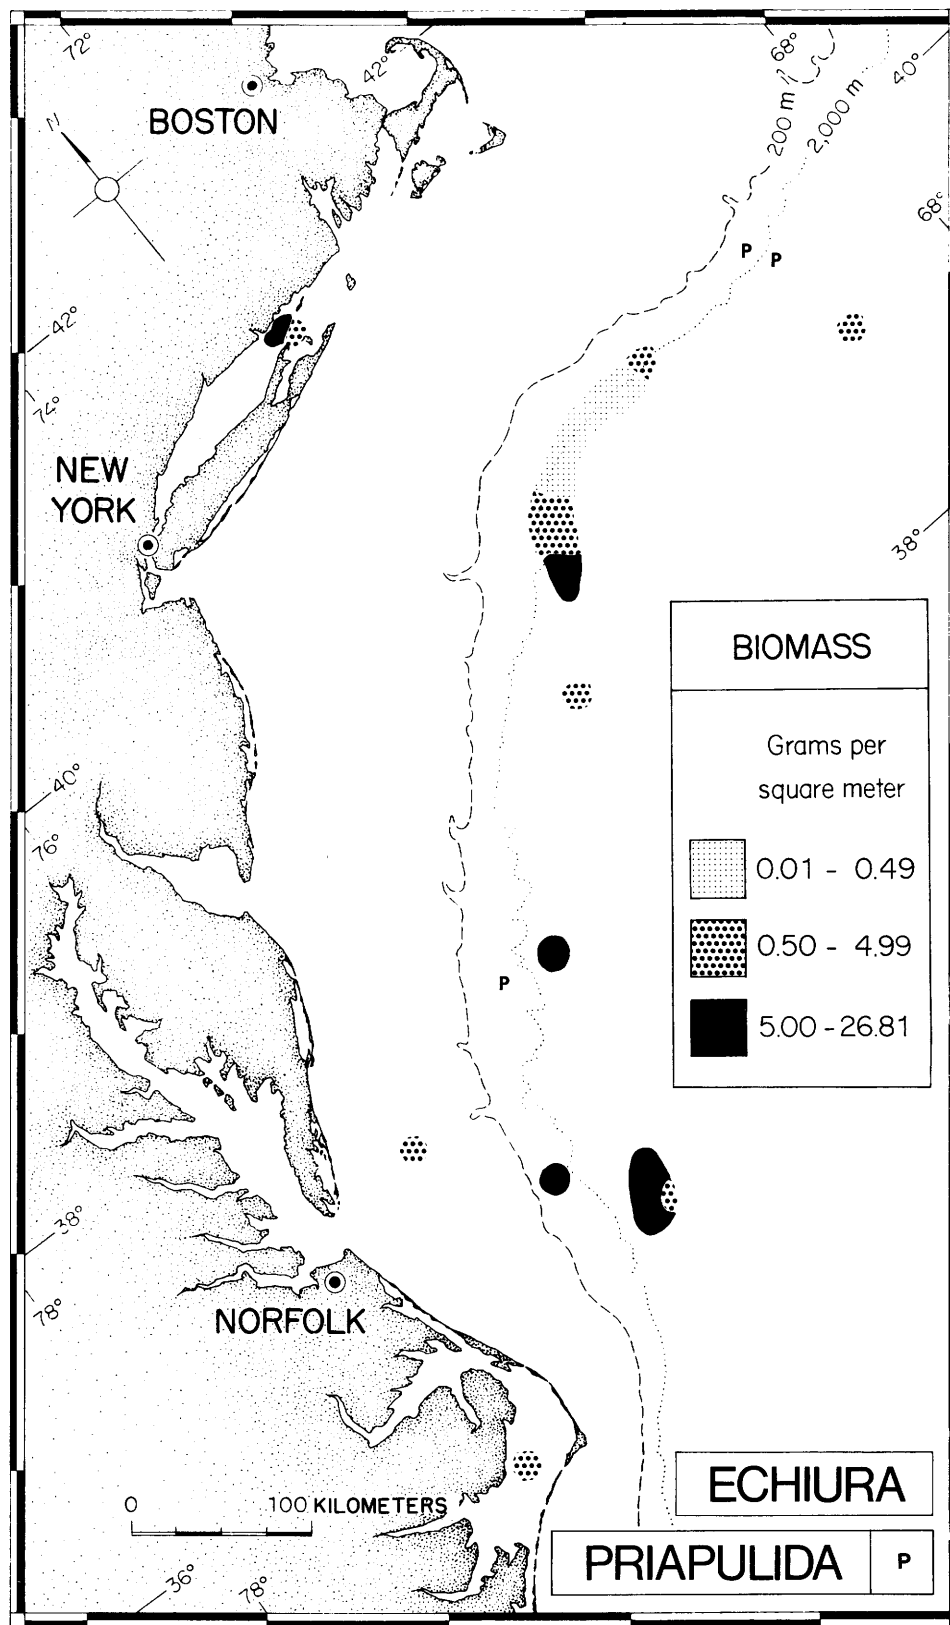 72°
42°
68°
40°
BOSTON
200 m
2,000 m
N
68°
P
P
42°
74°
NEW
YORK
38°
BIOMASS
Grams per
square meter
0.01 - 0.49
0.50 - 4.99
5.00 - 26.81
40°
76°
P
38°
78°
NORFOLK
0 100 KILOMETERS
ECHIURA
PRIAPULIDA P
36°
78°